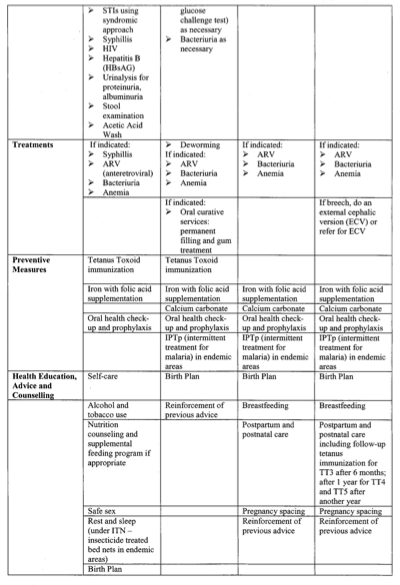 ➢ STIs using syndromic approach
➢ Syphillis
➢ HIV
➢ Hepatitis B (HBsAG)
➢ Urinalysis for proteinuria, albuminuria
➢ Stool examination
➢ Acetic Acid Wash
glucose challenge test) as necessary
➢ Bacteriuria as necessary
Treatments
If indicated:
➢ Syphillis
➢ ARV (anteretroviral)
➢ Bacteriuria
➢ Anemia
➢ Deworming
If indicated:
➢ ARV
➢ Bacteriuria
➢ Anemia
If indicated:
➢ ARV
➢ Bacteriuria
➢ Anemia
If indicated:
➢ ARV
➢ Bacteriuria
➢ Anemia
If indicated:
➢ Oral curative services: permanent filling and gum treatment
If breech, do an external cephalic version (ECV) or refer for ECV
Preventive Measures
Tetanus Toxoid immunization
Tetanus Toxoid immunization
Iron with folic acid supplementation
Iron with folic acid supplementation
Iron with folic acid supplementation
Iron with folic acid supplementation
Calcium carbonate
Calcium carbonate
Calcium carbonate
Oral health check-up and prophylaxis
Oral health check-up and prophylaxis
Oral health check-up and prophylaxis
Oral health check-up and prophylaxis
IPTp (intermittent treatment for malaria) in endemic areas
IPTp (intermittent treatment for malaria) in endemic areas
IPTp (intermittent treatment for malaria) in endemic areas
Health Education, Advice and Counselling
Self-care
Birth Plan
Birth Plan
Birth Plan
Alcohol and tobacco use
Reinforcement of previous advice
Breastfeeding
Breastfeeding
Nutrition counseling and supplemental feeding program if appropriate
Postpartum and postnatal care
Postpartum and postnatal care including follow-up tetanus immunization for TT3 after 6 months; after 1 year for TT4 and TT5 after another year
Safe sex
Pregnancy spacing
Pregnancy spacing
Rest and sleep (under ITN – insecticide treated bed nets in endemic areas)
Reinforcement of previous advice
Reinforcement of previous advice
Birth Plan